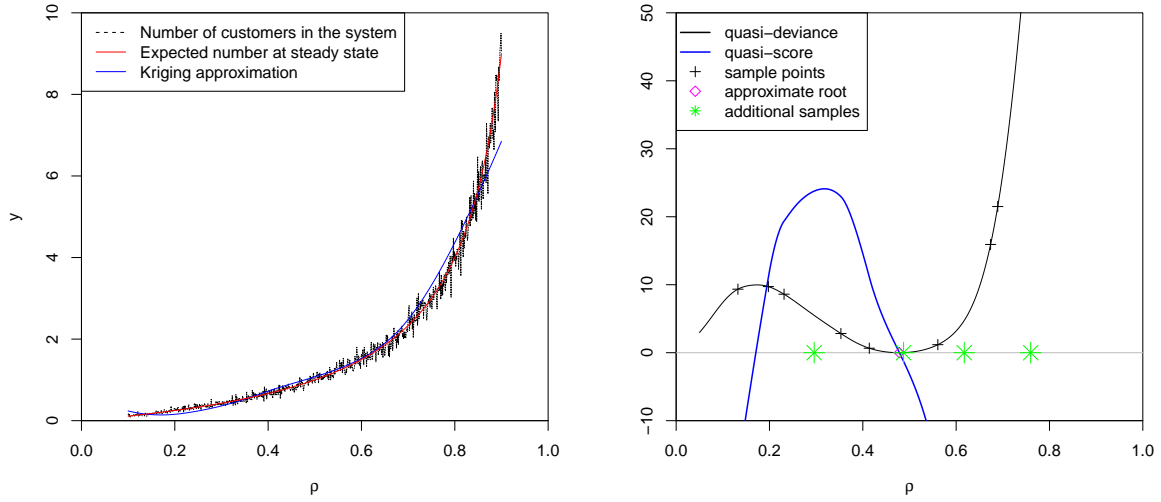 10
8
6
4
2
0
y
Number of customers in the system
Expected number at steady state
Kriging approximation
0.0 0.2 0.4 0.6 0.8 1.0
ρ
50
40
30
20
10
0
−10
quasi−deviance
quasi−score
sample points
approximate root
additional samples
0.0 0.2 0.4 0.6 0.8 1.0
ρ